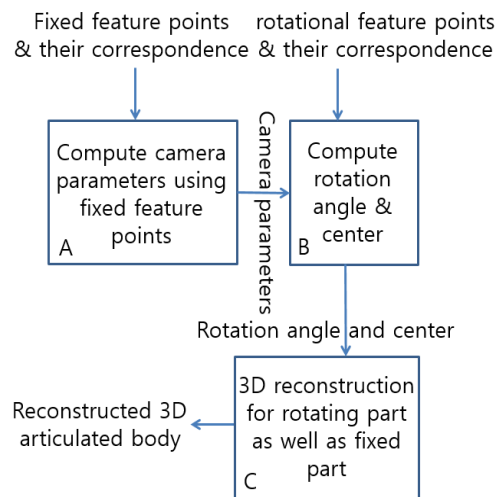 Fixed feature points
& their correspondence
rotational feature points
& their correspondence
Compute camera
parameters using
fixed feature
points
A
Camera parameters
Compute
rotation
angle &
center
B
Rotation angle and center
3D reconstruction
for rotating part
as well as fixed
part
C
Reconstructed 3D
articulated body